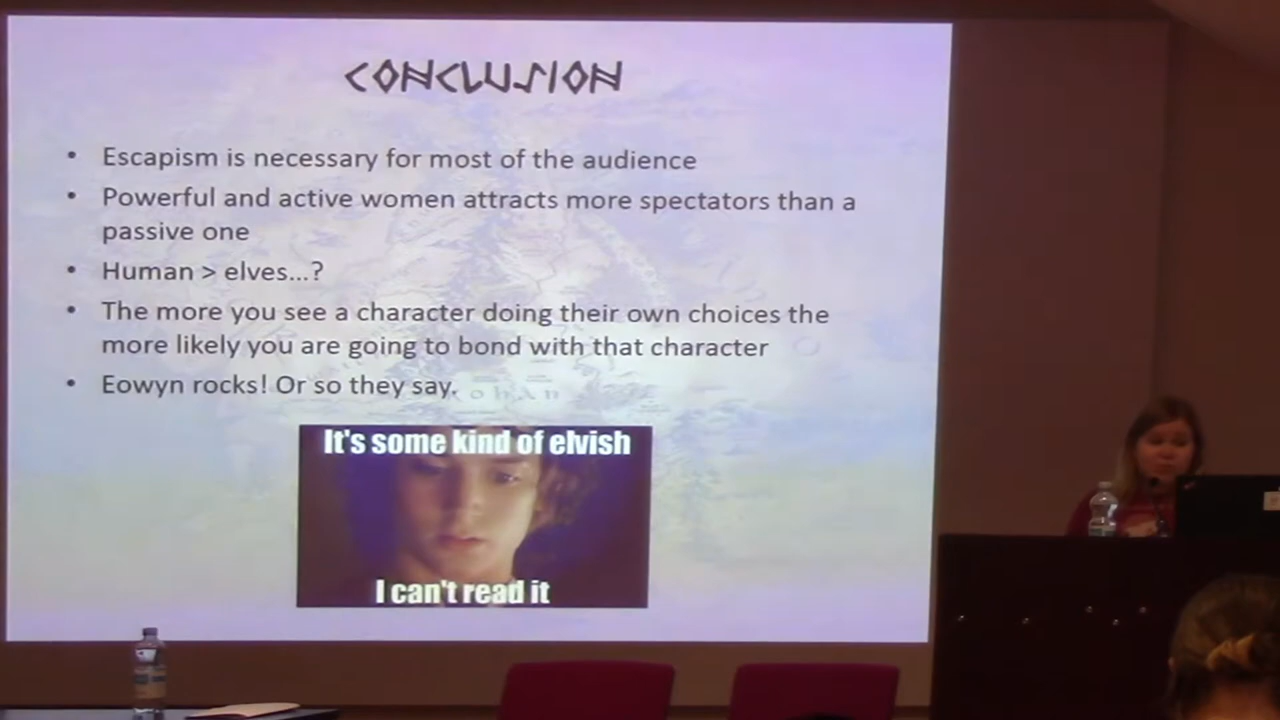 CONCLUSION
• Escapism is necessary for most of the audience
• Powerful and active women attracts more spectators than a
passive one
• Human > elves...?
• The more you see a character doing their own choices the
more likely you are going to bond with that character
• Eowyn rocks! Or so they say.
It's some kind of elvish
I can't read it